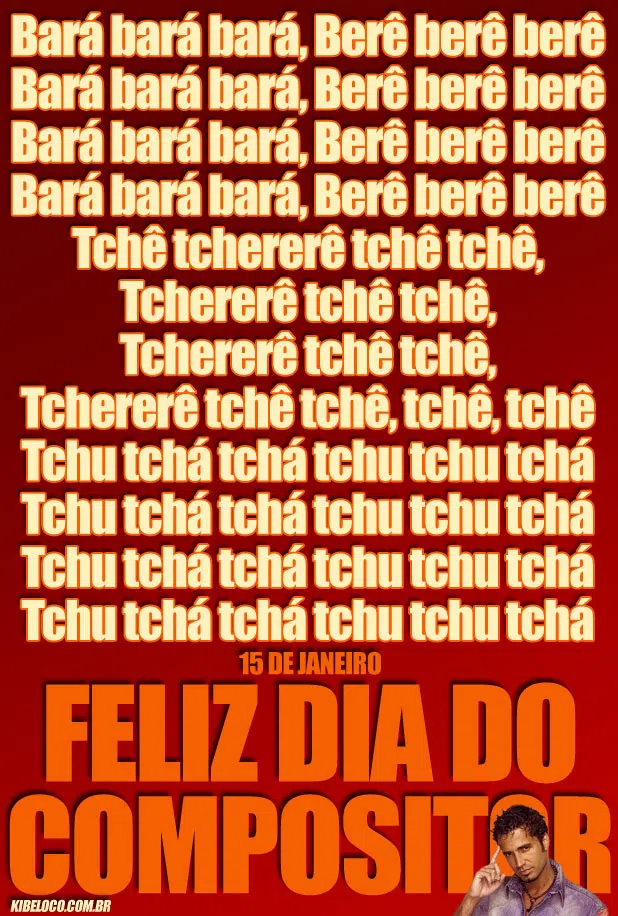 Bará bará bará, Berê berê berê
Bará bará bará, Berê berê berê
Bará bará bará, Berê berê berê
Bará bará bará, Berê berê berê
Tchê tchererê tchê tchê,
Tchererê tchê tchê,
Tchererê tchê tchê,
Tchererê tchê tchê, tchê, tchê
Tchu tchá tchá tchu tchu tchá
Tchu tchá tchá tchu tchu tchá
Tchu tchá tchá tchu tchu tchá
Tchu tchá tchá tchu tchu tchá
15 DE JANEIRO
FELIZ DIA DO
COMPOSITOR
KIBELOCO.COM.BR